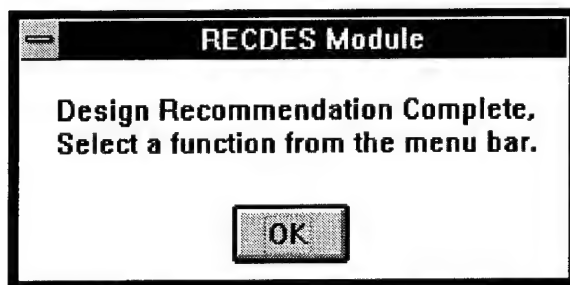 RECDES Module
Design Recommendation Complete,
Select a function from the menu bar.
OK